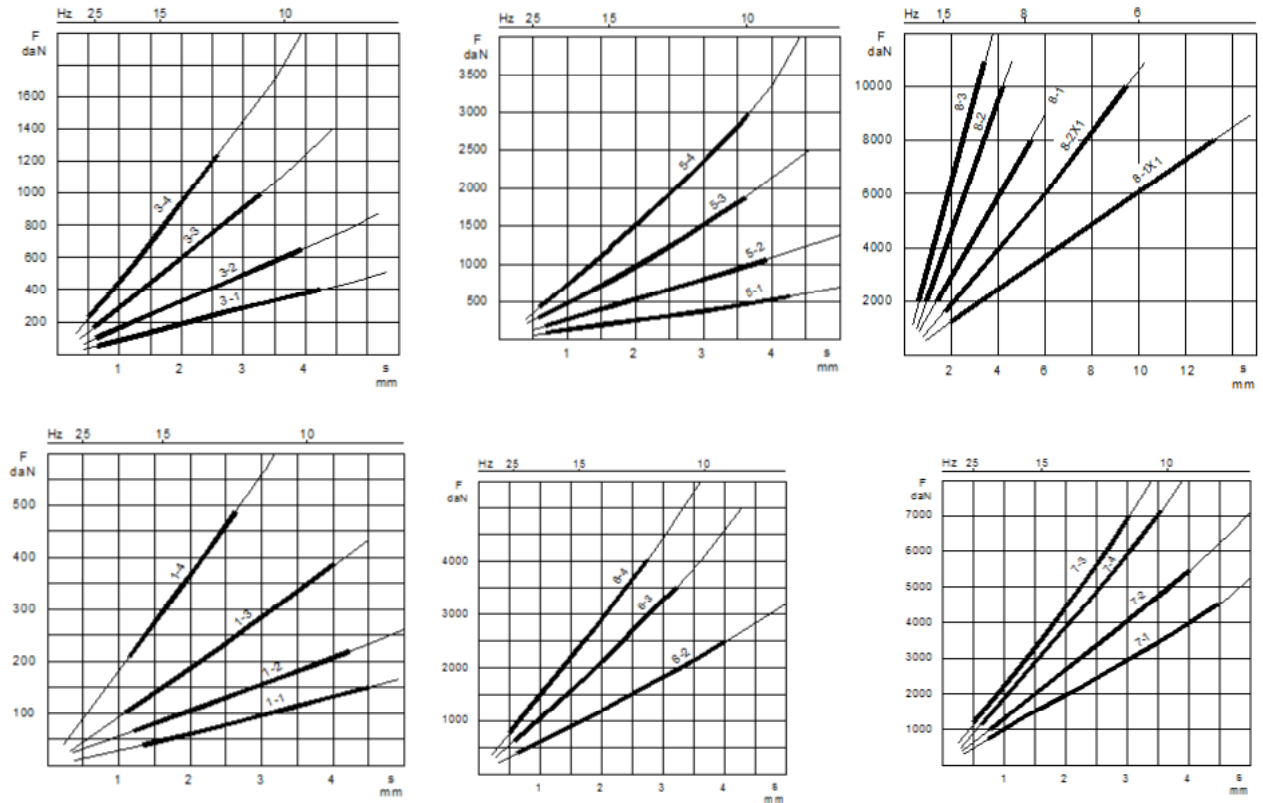 Hz 25 15 10
F
daN
1600
1400
1200
1000
800
600
400
200
3-4
3-3
3-2
3-1
1 2 3 4 s
mm
Hz 25 15 10
F
daN
3500
3000
2500
2000
1500
1000
500
5-4
5-3
5-2
5-1
1 2 3 4 s
mm
Hz 15 8 6
F
daN
10000
8000
6000
4000
2000
8-3
8-2
8-1
8-2X1
8-1X1
2 4 6 8 10 12 s
mm
Hz 25 15 10
F
daN
500
400
300
200
100
1-4
1-3
1-2
1-1
1 2 3 4 s
mm
Hz 25 15 10
F
daN
4000
3000
2000
1000
6-4
6-3
6-2
1 2 3 4 s
mm
Hz 25 15 10
F
daN
7000
6000
5000
4000
3000
2000
1000
7-3
7-4
7-2
7-1
1 2 3 4 s
mm